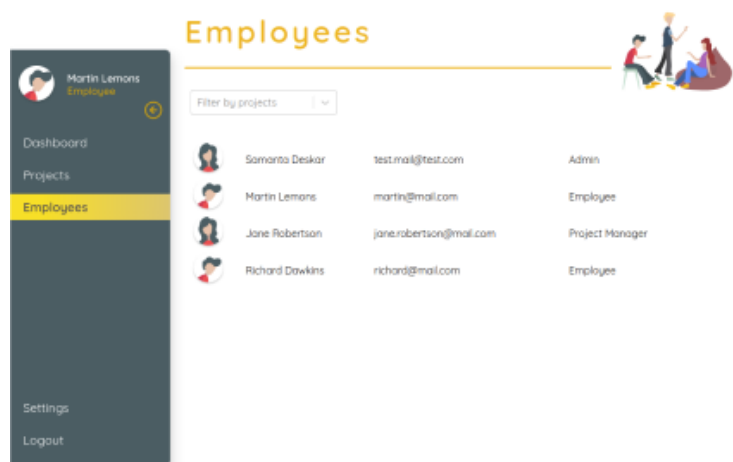 Employees
Martin Lemons
Employee
Dashboard
Projects
Employees
Settings
Logout
Filter by projects
Samanta Deskar test.mail@test.com Admin
Martin Lemons martin@mail.com Employee
Jane Robertson jane.robertson@mail.com Project Manager
Richard Dawkins richard@mail.com Employee